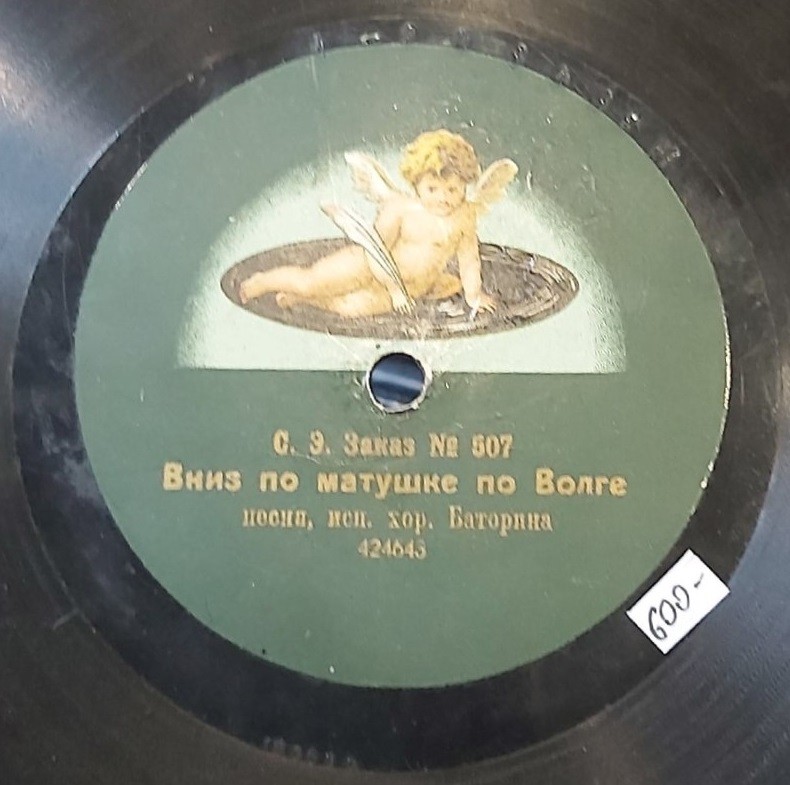 С. Э. Заказ № 507
Вниз по матушке по Волге
песня, исп. хор. Баторина
424643
600-